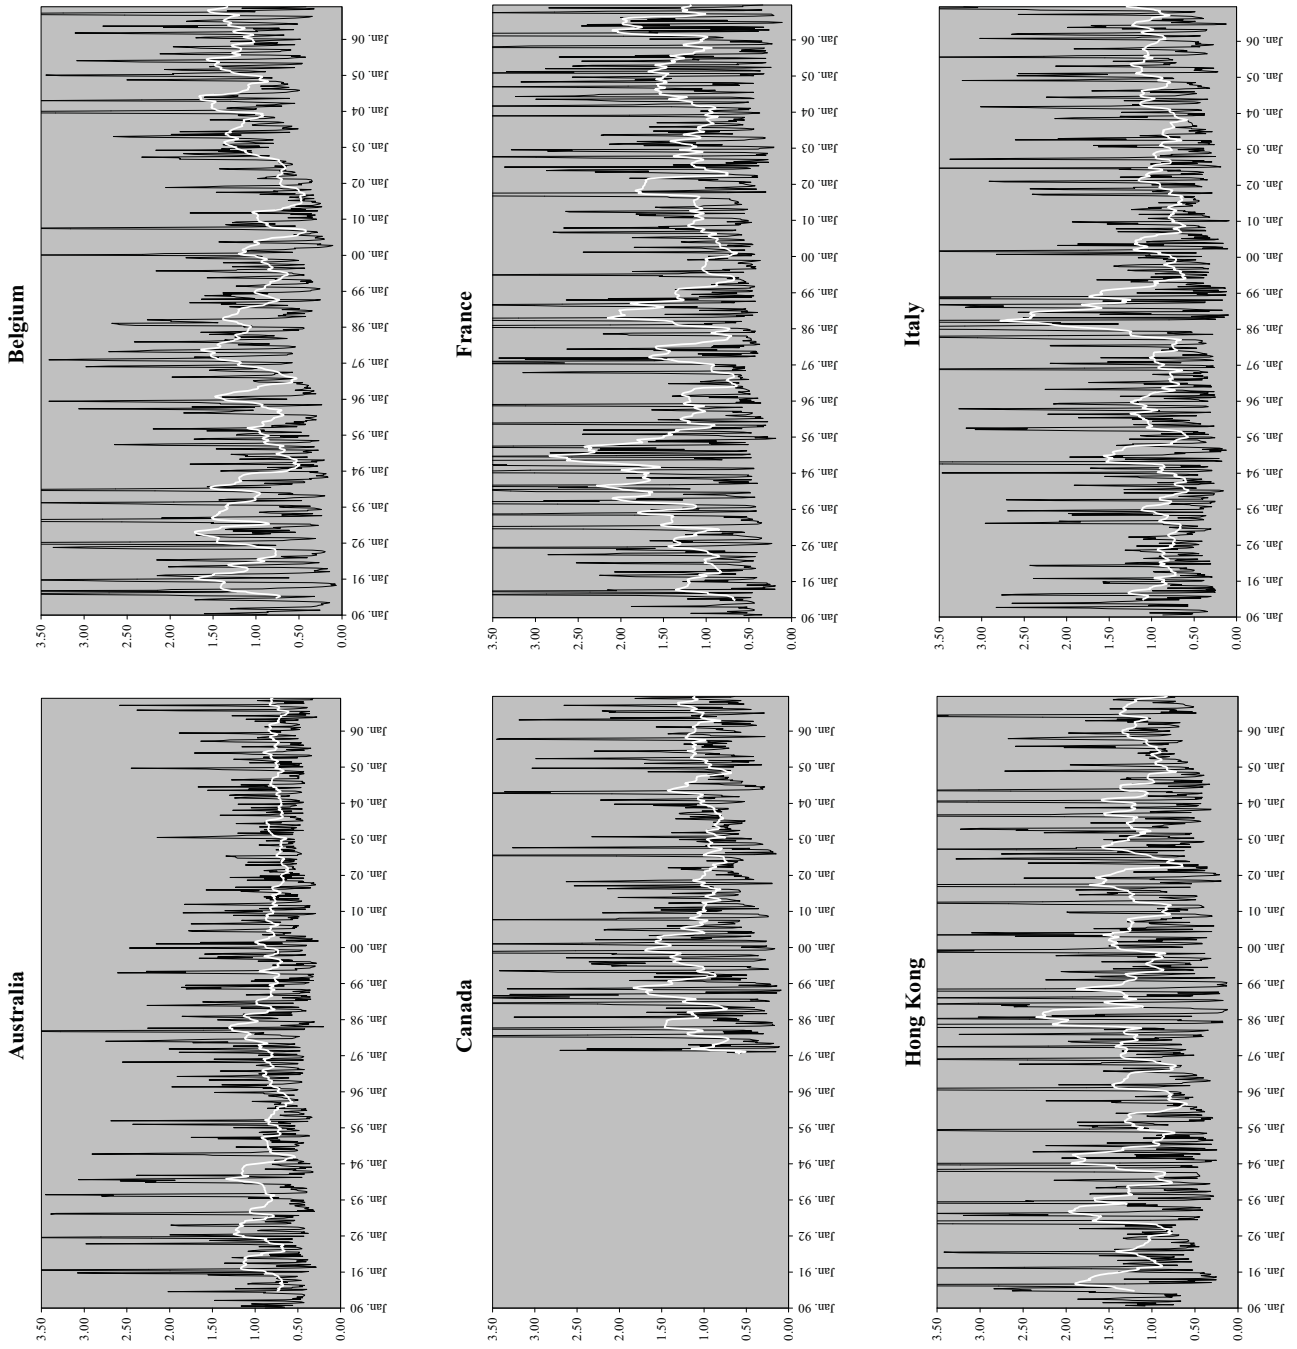 Australia
3.50
3.00
2.50
2.00
1.50
1.00
0.50
0.00
Jan. 90
Jan. 91
Jan. 92
Jan. 93
Jan. 94
Jan. 95
Jan. 96
Jan. 97
Jan. 98
Jan. 99
Jan. 00
Jan. 01
Jan. 02
Jan. 03
Jan. 04
Jan. 05
Jan. 06
Belgium
3.50
3.00
2.50
2.00
1.50
1.00
0.50
0.00
Jan. 90
Jan. 91
Jan. 92
Jan. 93
Jan. 94
Jan. 95
Jan. 96
Jan. 97
Jan. 98
Jan. 99
Jan. 00
Jan. 01
Jan. 02
Jan. 03
Jan. 04
Jan. 05
Jan. 06
Canada
3.50
3.00
2.50
2.00
1.50
1.00
0.50
0.00
Jan. 90
Jan. 91
Jan. 92
Jan. 93
Jan. 94
Jan. 95
Jan. 96
Jan. 97
Jan. 98
Jan. 99
Jan. 00
Jan. 01
Jan. 02
Jan. 03
Jan. 04
Jan. 05
Jan. 06
France
3.50
3.00
2.50
2.00
1.50
1.00
0.50
0.00
Jan. 90
Jan. 91
Jan. 92
Jan. 93
Jan. 94
Jan. 95
Jan. 96
Jan. 97
Jan. 98
Jan. 99
Jan. 00
Jan. 01
Jan. 02
Jan. 03
Jan. 04
Jan. 05
Jan. 06
Hong Kong
3.50
3.00
2.50
2.00
1.50
1.00
0.50
0.00
Jan. 90
Jan. 91
Jan. 92
Jan. 93
Jan. 94
Jan. 95
Jan. 96
Jan. 97
Jan. 98
Jan. 99
Jan. 00
Jan. 01
Jan. 02
Jan. 03
Jan. 04
Jan. 05
Jan. 06
Italy
3.50
3.00
2.50
2.00
1.50
1.00
0.50
0.00
Jan. 90
Jan. 91
Jan. 92
Jan. 93
Jan. 94
Jan. 95
Jan. 96
Jan. 97
Jan. 98
Jan. 99
Jan. 00
Jan. 01
Jan. 02
Jan. 03
Jan. 04
Jan. 05
Jan. 06